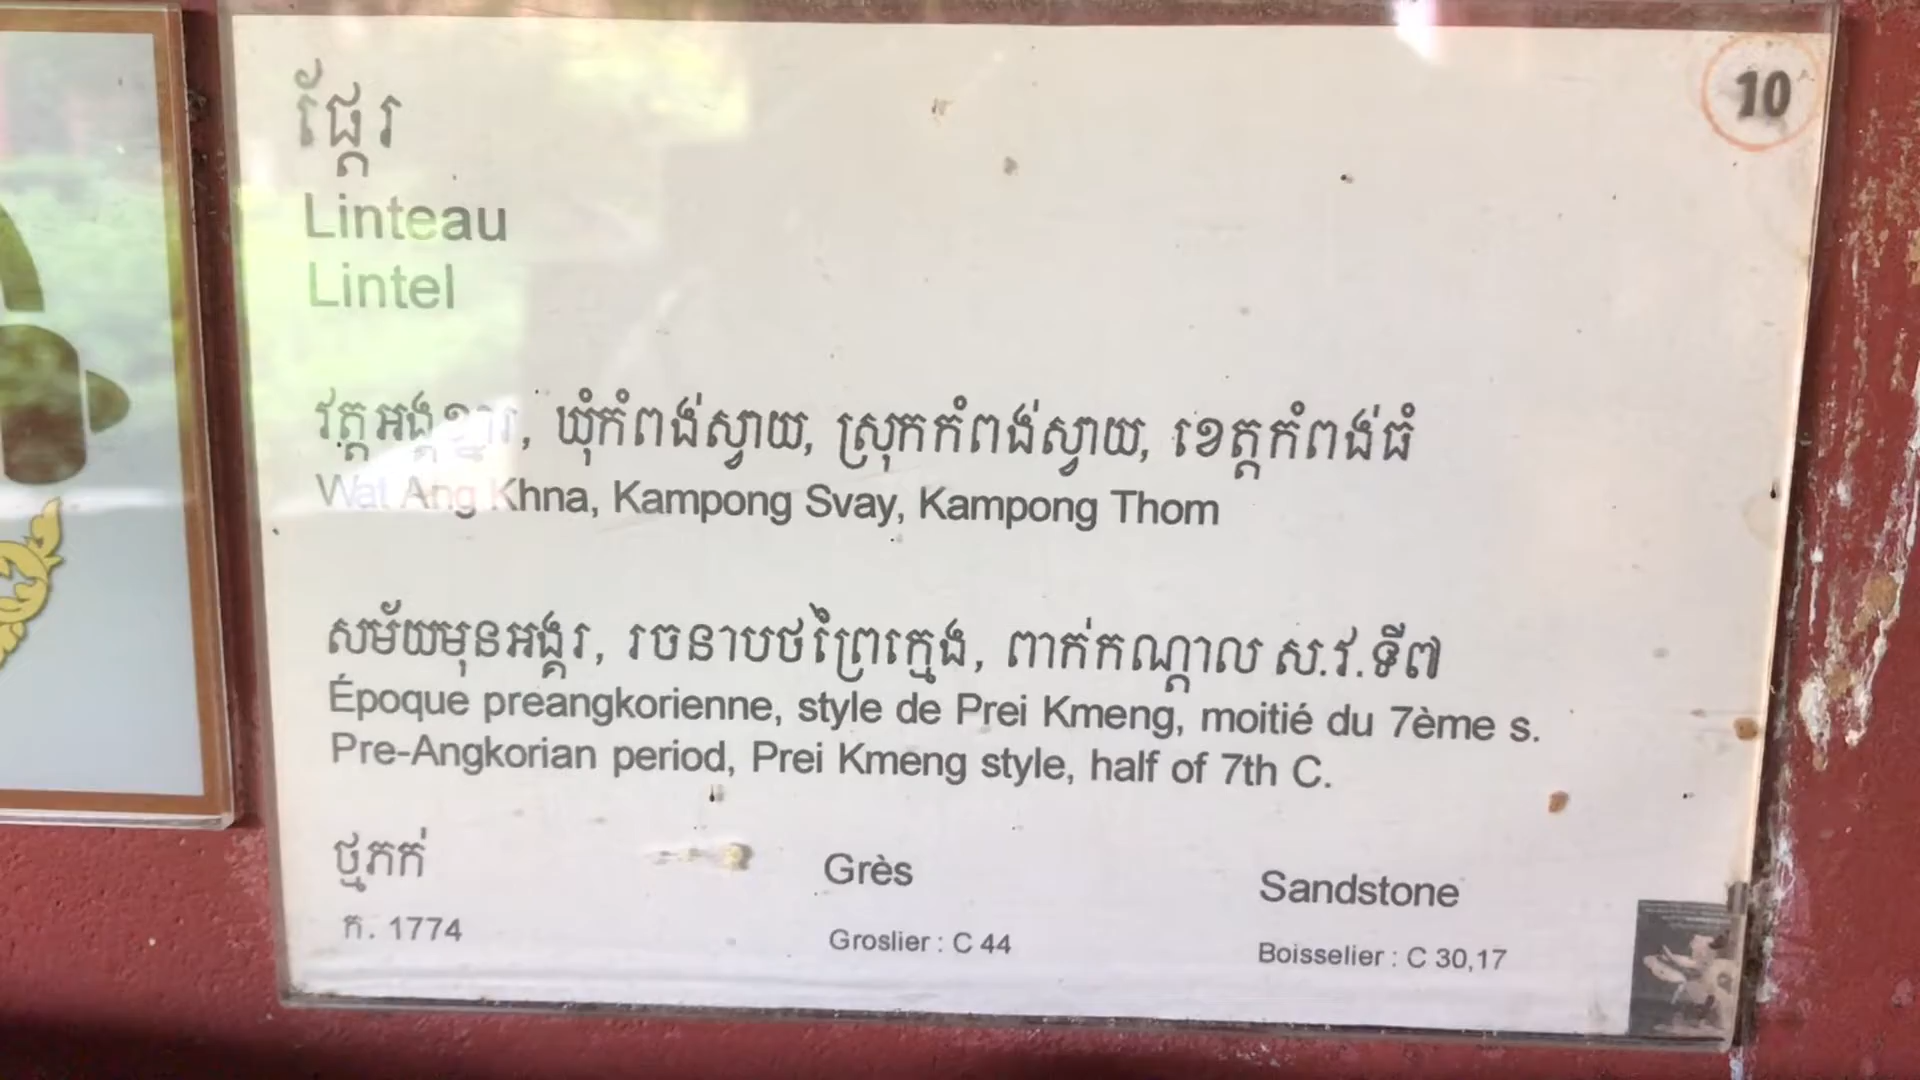 10
ផ្ដែរ
Linteau
Lintel
វត្តអង្គខ្នារ, ឃុំកំពង់ស្វាយ, ស្រុកកំពង់ស្វាយ, ខេត្តកំពង់ធំ
Wat Ang Khna, Kampong Svay, Kampong Thom
សម័យមុនអង្គរ, រចនាបថព្រៃក្មេង, ពាក់កណ្ដាល ស.វ.ទី៧
Époque preangkorienne, style de Prei Kmeng, moitié du 7ème s.
Pre-Angkorian period, Prei Kmeng style, half of 7th C.
ថ្មភក់ Grès Sandstone
ក. 1774 Groslier : C 44 Boisselier : C 30,17